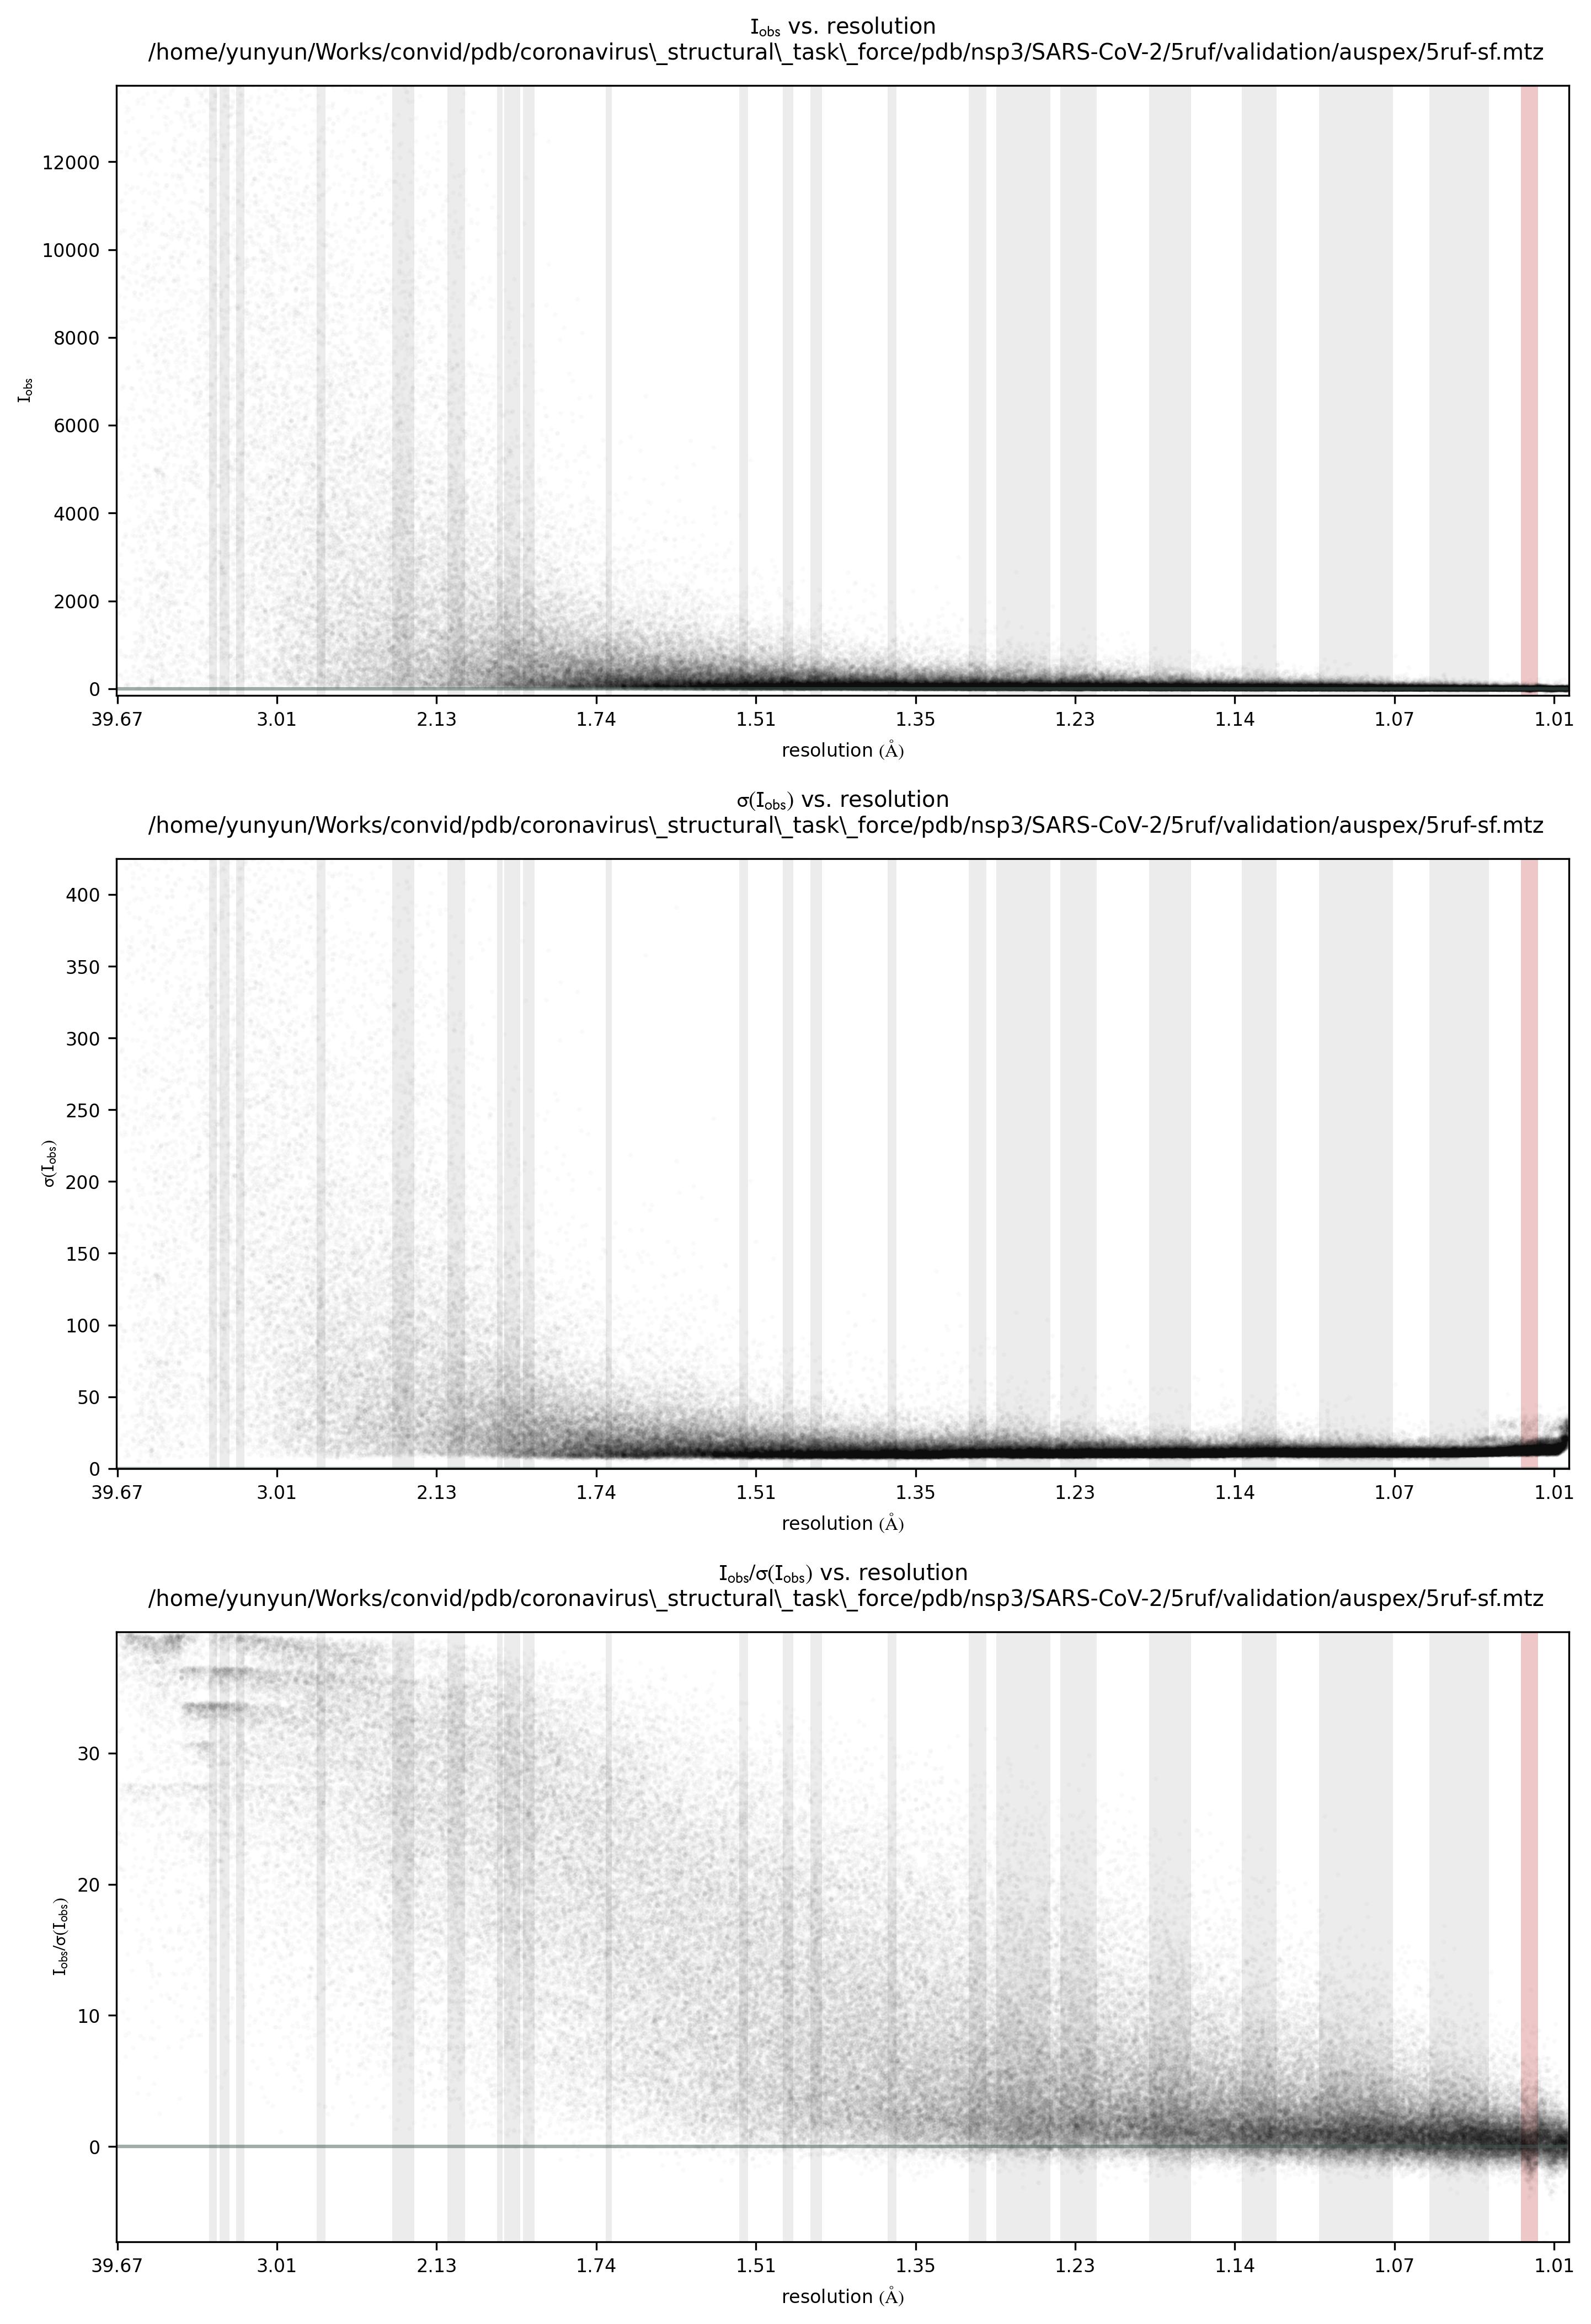 I_obs vs. resolution
/home/yunyun/Works/convid/pdb/coronavirus\_structural\_task\_force/pdb/nsp3/SARS-CoV-2/5ruf/validation/auspex/5ruf-sf.mtz
12000
10000
8000
6000
4000
2000
0
I_obs
39.67 3.01 2.13 1.74 1.51 1.35 1.23 1.14 1.07 1.01
resolution (Å)
σ(I_obs) vs. resolution
/home/yunyun/Works/convid/pdb/coronavirus\_structural\_task\_force/pdb/nsp3/SARS-CoV-2/5ruf/validation/auspex/5ruf-sf.mtz
400
350
300
250
200
150
100
50
0
σ(I_obs)
39.67 3.01 2.13 1.74 1.51 1.35 1.23 1.14 1.07 1.01
resolution (Å)
I_obs/σ(I_obs) vs. resolution
/home/yunyun/Works/convid/pdb/coronavirus\_structural\_task\_force/pdb/nsp3/SARS-CoV-2/5ruf/validation/auspex/5ruf-sf.mtz
30
20
10
0
I_obs/σ(I_obs)
39.67 3.01 2.13 1.74 1.51 1.35 1.23 1.14 1.07 1.01
resolution (Å)